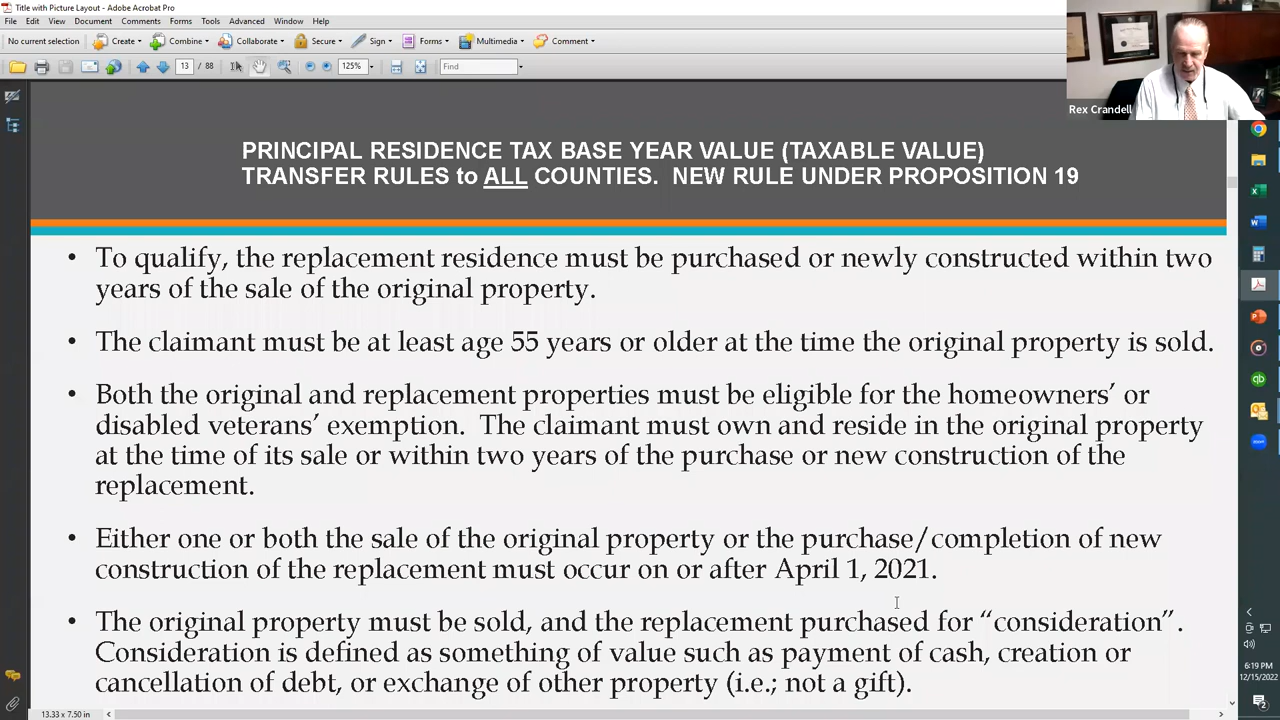 Title with Picture Layout - Adobe Acrobat Pro
File Edit View Document Comments Forms Tools Advanced Window Help
No current selection Create Combine Collaborate Secure Sign Forms Multimedia Comment
13 / 88 125% Find
Rex Crandell
PRINCIPAL RESIDENCE TAX BASE YEAR VALUE (TAXABLE VALUE)
TRANSFER RULES to ALL COUNTIES. NEW RULE UNDER PROPOSITION 19
• To qualify, the replacement residence must be purchased or newly constructed within two
years of the sale of the original property.
• The claimant must be at least age 55 years or older at the time the original property is sold.
• Both the original and replacement properties must be eligible for the homeowners’ or
disabled veterans’ exemption. The claimant must own and reside in the original property
at the time of its sale or within two years of the purchase or new construction of the
replacement.
• Either one or both the sale of the original property or the purchase/completion of new
construction of the replacement must occur on or after April 1, 2021.
• The original property must be sold, and the replacement purchased for “consideration”.
Consideration is defined as something of value such as payment of cash, creation or
cancellation of debt, or exchange of other property (i.e.; not a gift).
13.33 x 7.50 in
6:19 PM
12/15/2022